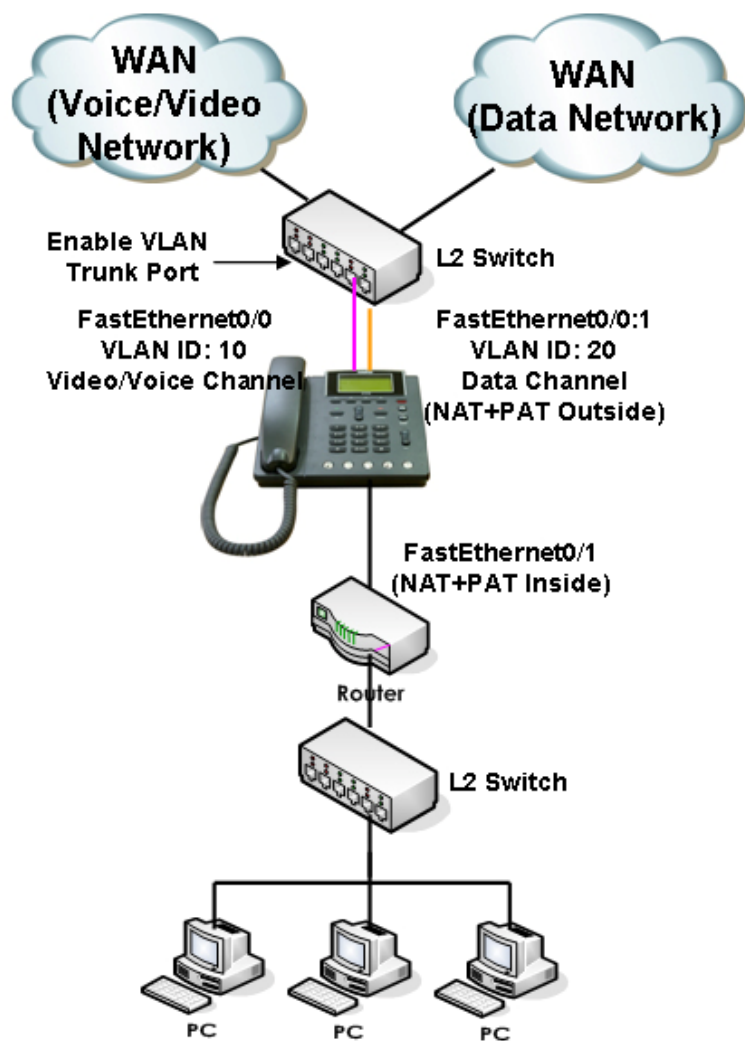 WAN
(Voice/Video
Network)
WAN
(Data Network)
Enable VLAN
Trunk Port
L2 Switch
FastEthernet0/0
VLAN ID: 10
Video/Voice Channel
FastEthernet0/0:1
VLAN ID: 20
Data Channel
(NAT+PAT Outside)
FastEthernet0/1
(NAT+PAT Inside)
Router
L2 Switch
PC
PC
PC